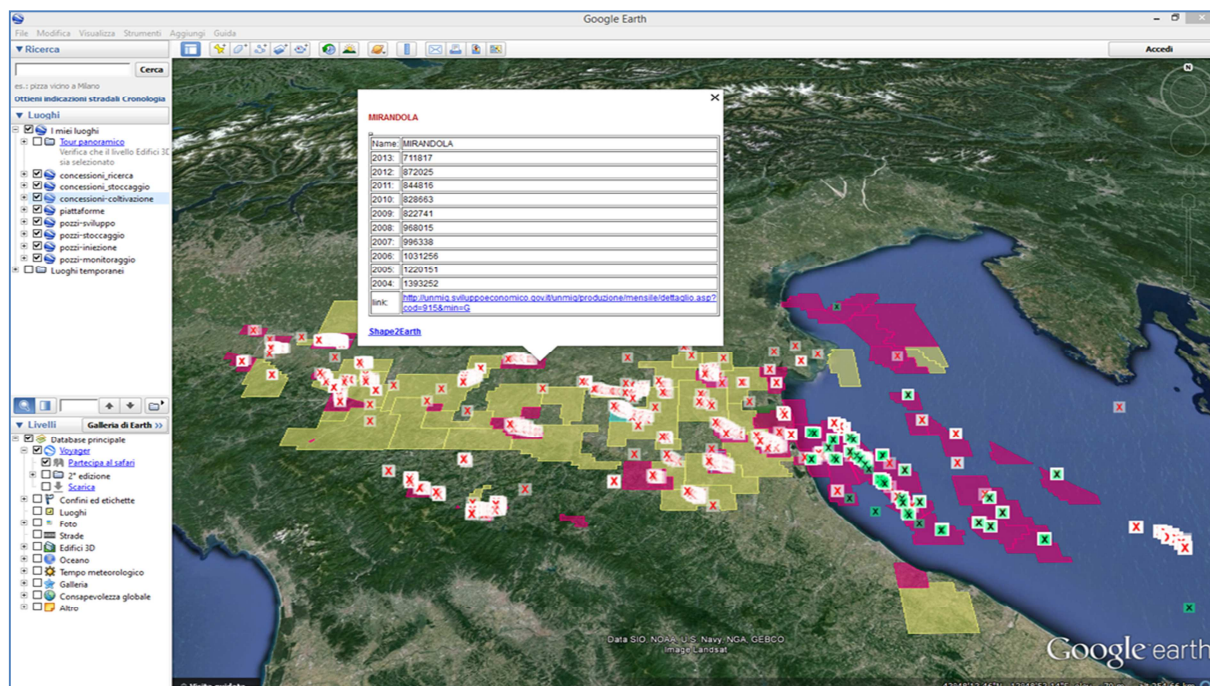 Google Earth
File Modifica Visualizza Strumenti Aggiungi Guida
Ricerca
Cerca
es.: pizza vicino a Milano
Ottieni indicazioni stradali Cronologia
Luoghi
I miei luoghi
Tour panoramico
Verifica che il livello Edifici 3D
sia selezionato
concessioni_ricerca
concessioni_stoccaggio
concessioni-coltivazione
piattaforme
pozzi-sviluppo
pozzi-stoccaggio
pozzi-iniezione
pozzi-monitoraggio
Luoghi temporanei
Livelli
Galleria di Earth >>
Database principale
Voyager
Partecipa al safari
2° edizione
Scarica
Confini ed etichette
Luoghi
Foto
Strade
Edifici 3D
Oceano
Tempo meteorologico
Galleria
Consapevolezza globale
Altro
Accedi
N
MIRANDOLA
Name: MIRANDOLA
2013: 711817
2012: 872025
2011: 844816
2010: 828663
2009: 822741
2008: 968015
2007: 996338
2006: 1031256
2005: 1220151
2004: 1393252
link: http://unmig.sviluppoeconomico.gov.it/unmig/produzione/mensile/dettaglio.asp?
cod=915&min=G
Shape2Earth
Data SIO, NOAA, U.S. Navy, NGA, GEBCO
Image Landsat
Google earth